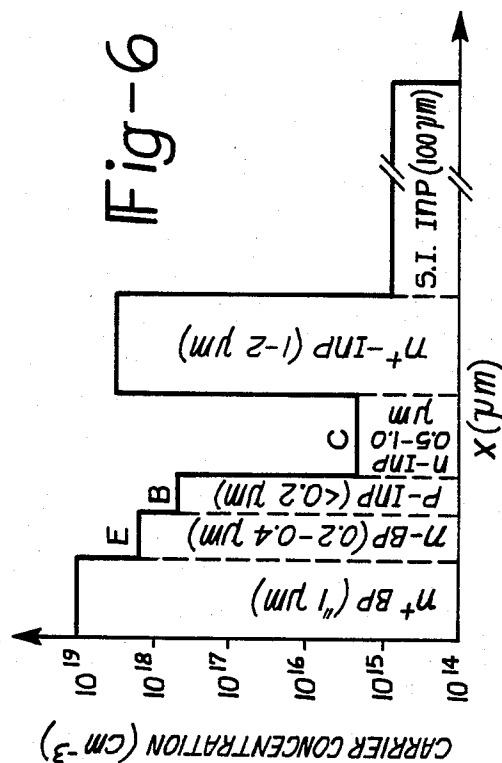 Fig-6
CARRIER CONCENTRATION (cm⁻³)
10¹⁹
10¹⁸
10¹⁷
10¹⁶
10¹⁵
10¹⁴
E
B
C
n⁺ BP ("1 µm)
n-BP (0.2-0.4 µm)
P-InP (<0.2 µm)
n-InP
0.5-1.0
µm
n⁺-InP (1-2 µm)
S.I. InP (100 µm)
X (µm)